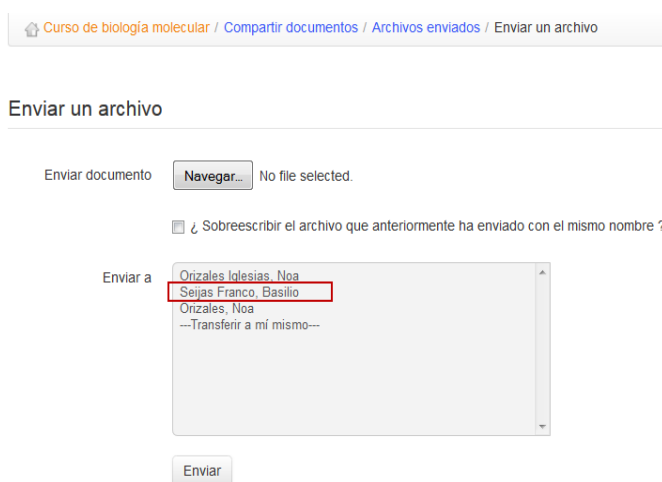 Curso de biología molecular / Compartir documentos / Archivos enviados / Enviar un archivo
Enviar un archivo
Enviar documento Navegar... No file selected.
¿ Sobreescribir el archivo que anteriormente ha enviado con el mismo nombre ?
Enviar a
Orizales Iglesias, Noa
Seijas Franco, Basilio
Orizales, Noa
---Transferir a mí mismo---
Enviar